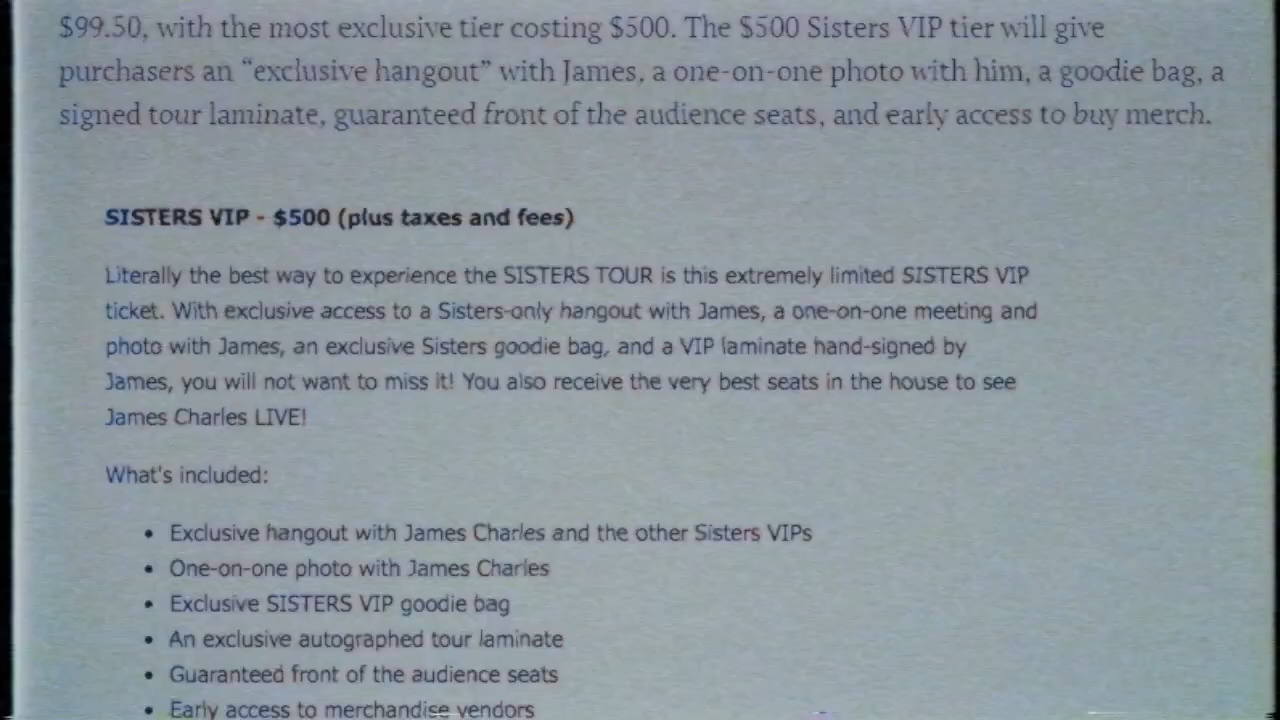 $99.50, with the most exclusive tier costing $500. The $500 Sisters VIP tier will give
purchasers an “exclusive hangout” with James, a one-on-one photo with him, a goodie bag, a
signed tour laminate, guaranteed front of the audience seats, and early access to buy merch.
SISTERS VIP - $500 (plus taxes and fees)
Literally the best way to experience the SISTERS TOUR is this extremely limited SISTERS VIP
ticket. With exclusive access to a Sisters-only hangout with James, a one-on-one meeting and
photo with James, an exclusive Sisters goodie bag, and a VIP laminate hand-signed by
James, you will not want to miss it! You also receive the very best seats in the house to see
James Charles LIVE!
What's included:
• Exclusive hangout with James Charles and the other Sisters VIPs
• One-on-one photo with James Charles
• Exclusive SISTERS VIP goodie bag
• An exclusive autographed tour laminate
• Guaranteed front of the audience seats
• Early access to merchandise vendors